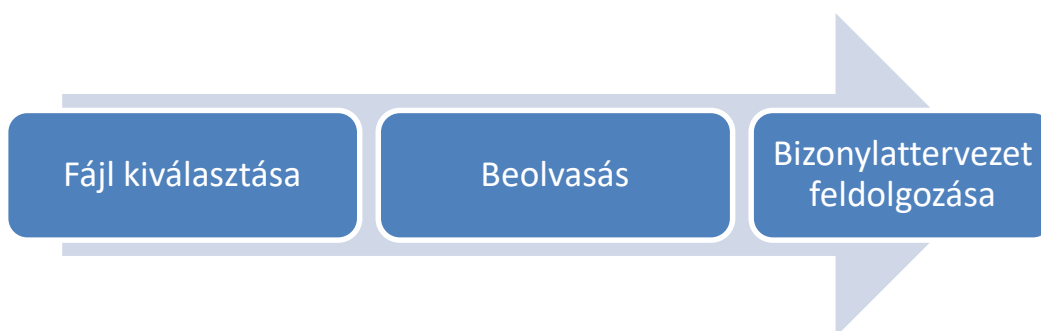 Fájl kiválasztása
Beolvasás
Bizonylattervezet
feldolgozása